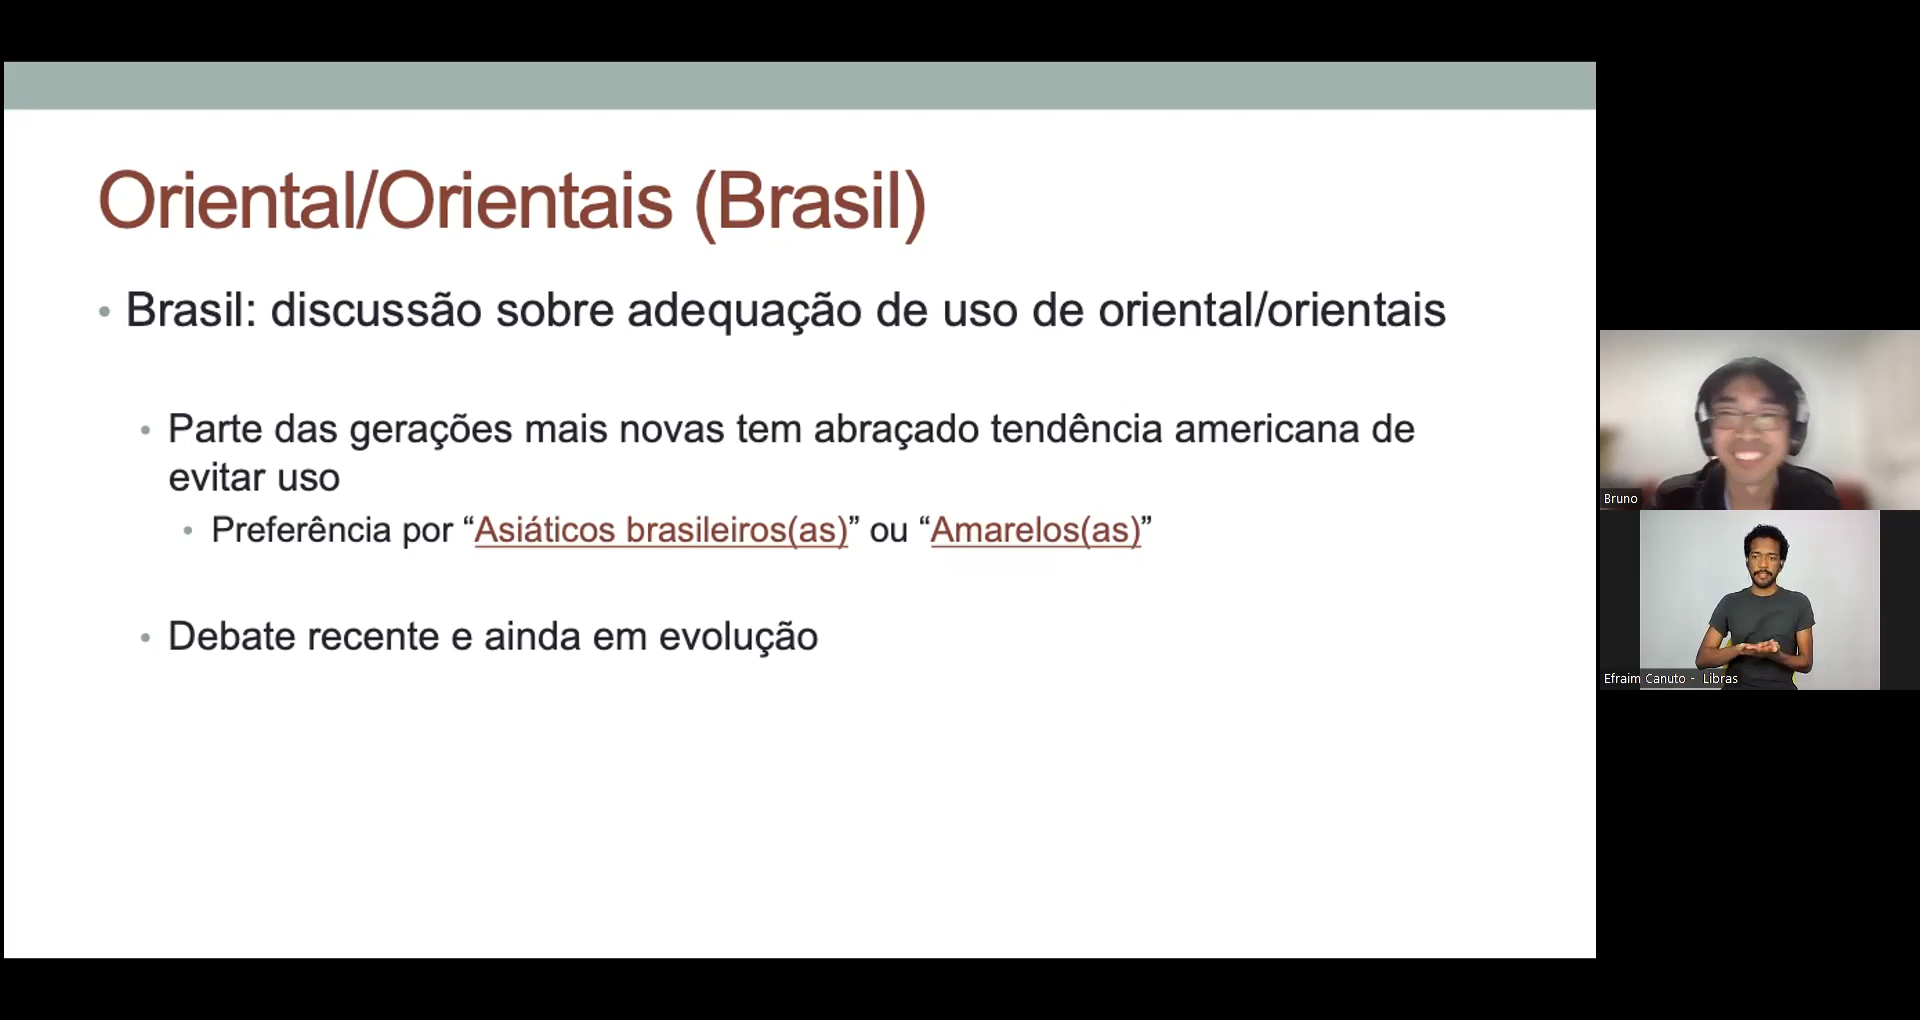 Oriental/Orientais (Brasil)
• Brasil: discussão sobre adequação de uso de oriental/orientais
• Parte das gerações mais novas tem abraçado tendência americana de
evitar uso
• Preferência por “Asiáticos brasileiros(as)” ou “Amarelos(as)”
• Debate recente e ainda em evolução
Bruno
Efraim Canuto - Libras